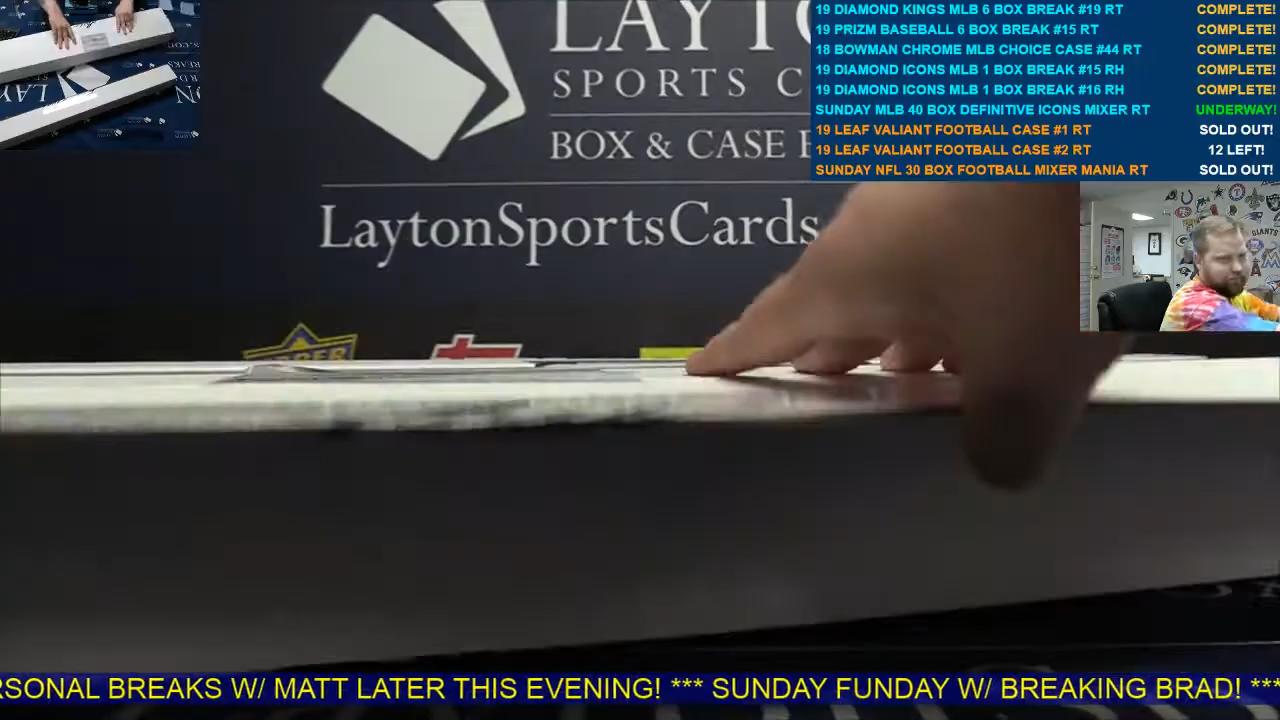 19 DIAMOND KINGS MLB 6 BOX BREAK #19 RT COMPLETE!
19 PRIZM BASEBALL 6 BOX BREAK #15 RT COMPLETE!
18 BOWMAN CHROME MLB CHOICE CASE #44 RT COMPLETE!
19 DIAMOND ICONS MLB 1 BOX BREAK #15 RH COMPLETE!
19 DIAMOND ICONS MLB 1 BOX BREAK #16 RH COMPLETE!
SUNDAY MLB 40 BOX DEFINITIVE ICONS MIXER RT UNDERWAY!
19 LEAF VALIANT FOOTBALL CASE #1 RT SOLD OUT!
19 LEAF VALIANT FOOTBALL CASE #2 RT 12 LEFT!
SUNDAY NFL 30 BOX FOOTBALL MIXER MANIA RT SOLD OUT!
SPORTS C
BOX & CASE
LaytonSportsCards
GIANTS
RSONAL BREAKS W/ MATT LATER THIS EVENING! *** SUNDAY FUNDAY W/ BREAKING BRAD! ***